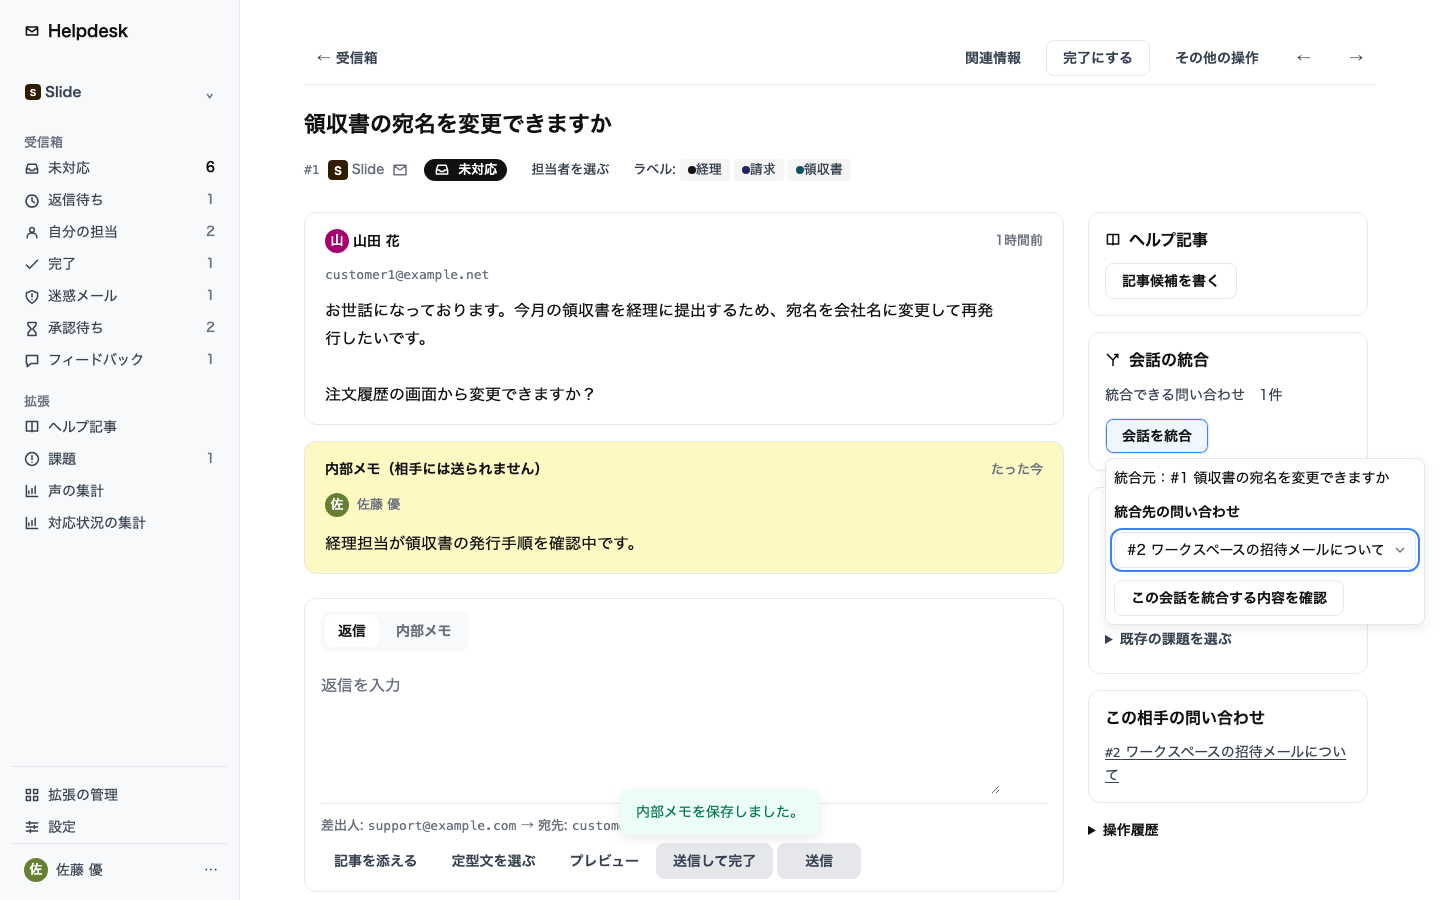 Helpdesk
S Slide
受信箱
未対応 6
返信待ち 1
自分の担当 2
完了 1
迷惑メール 1
承認待ち 2
フィードバック 1
拡張
ヘルプ記事
課題 1
声の集計
対応状況の集計
拡張の管理
設定
佐 佐藤 優 …
← 受信箱
関連情報 完了にする その他の操作 ← →
領収書の宛名を変更できますか
#1 S Slide 未対応 担当者を選ぶ ラベル: 経理 請求 領収書
山 山田 花 1時間前
customer1@example.net
お世話になっております。今月の領収書を経理に提出するため、宛名を会社名に変更して再発
行したいです。
注文履歴の画面から変更できますか？
内部メモ（相手には送られません） たった今
佐 佐藤 優
経理担当が領収書の発行手順を確認中です。
返信 内部メモ
返信を入力
内部メモを保存しました。
差出人: support@example.com → 宛先:
記事を添える 定型文を選ぶ プレビュー 送信して完了 送信
ヘルプ記事
記事候補を書く
会話の統合
統合できる問い合わせ 1件
会話を統合
統合元：#1 領収書の宛名を変更できますか
統合先の問い合わせ
#2 ワークスペースの招待メールについて
この会話を統合する内容を確認
▶ 既存の課題を選ぶ
この相手の問い合わせ
#2 ワークスペースの招待メールについ
て
▶ 操作履歴